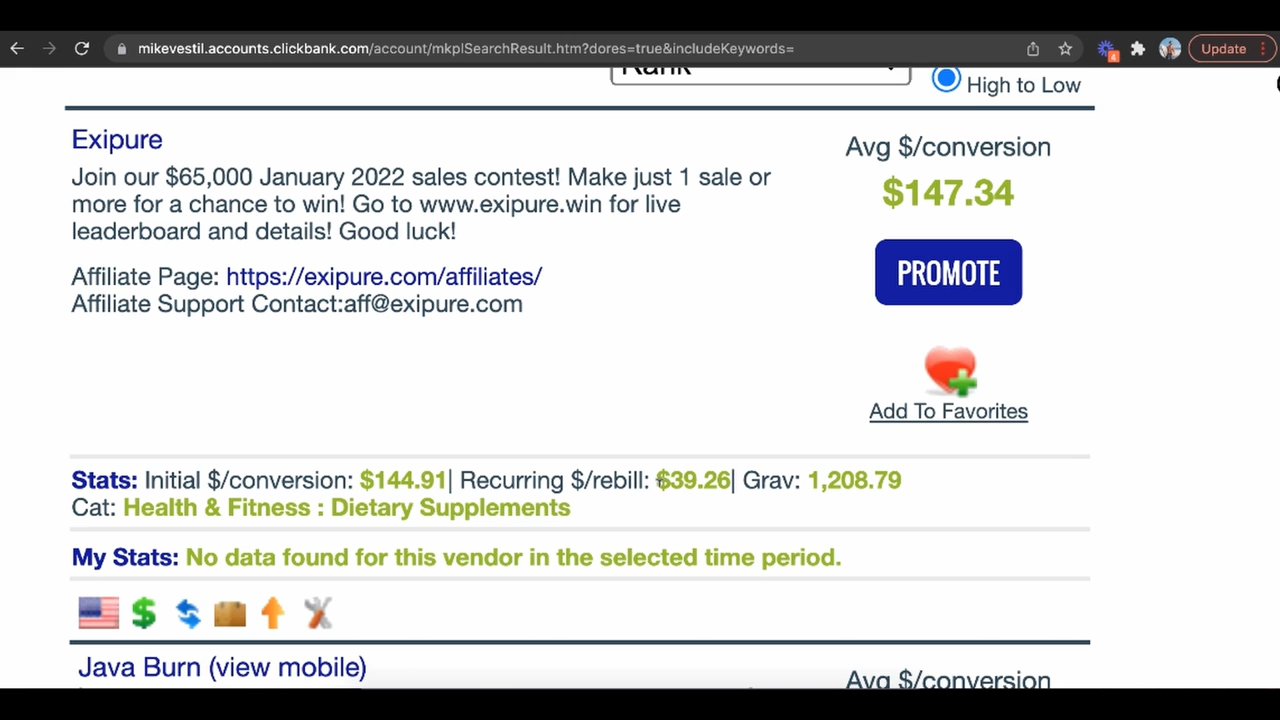 mikevestil.accounts.clickbank.com/account/mkplSearchResult.htm?dores=true&includeKeywords=
4
Update
Rank
High to Low
Exipure
Join our $65,000 January 2022 sales contest! Make just 1 sale or
more for a chance to win! Go to www.exipure.win for live
leaderboard and details! Good luck!
Affiliate Page: https://exipure.com/affiliates/
Affiliate Support Contact:aff@exipure.com
Avg $/conversion
$147.34
PROMOTE
Add To Favorites
Stats: Initial $/conversion: $144.91| Recurring $/rebill: $39.26| Grav: 1,208.79
Cat: Health & Fitness : Dietary Supplements
My Stats: No data found for this vendor in the selected time period.
$
Java Burn (view mobile)
Avg $/conversion